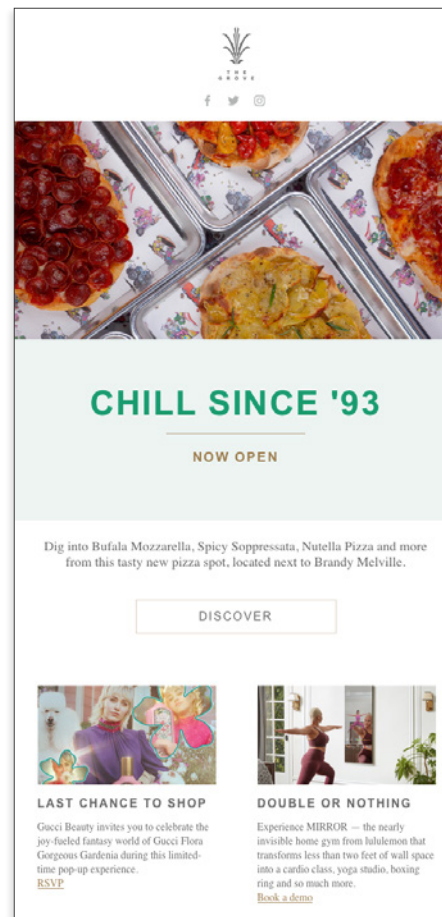 THE
GROVE
CHILL SINCE '93
NOW OPEN
Dig into Bufala Mozzarella, Spicy Soppressata, Nutella Pizza and more
from this tasty new pizza spot, located next to Brandy Melville.
DISCOVER
LAST CHANCE TO SHOP
Gucci Beauty invites you to celebrate the
joy-fueled fantasy world of Gucci Flora
Gorgeous Gardenia during this limited-
time pop-up experience.
RSVP
DOUBLE OR NOTHING
Experience MIRROR — the nearly
invisible home gym from lululemon that
transforms less than two feet of wall space
into a cardio class, yoga studio, boxing
ring and so much more.
Book a demo